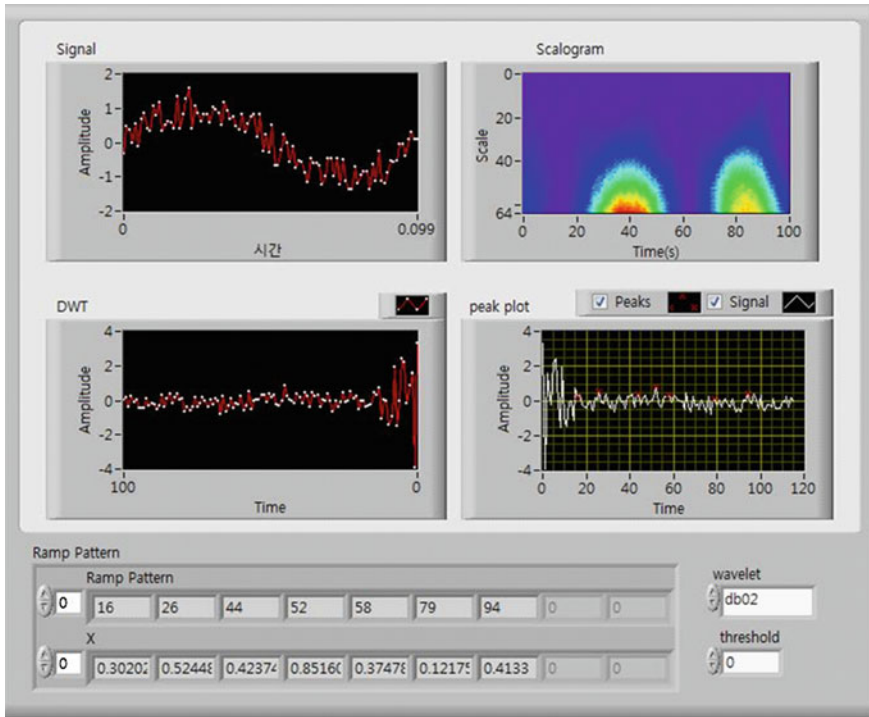 Signal
2
1
0
-1
-2
Amplitude
0
0.099
시간
Scalogram
0
20
40
64
Scale
0 20 40 60 80 100
Time(s)
DWT
4
2
0
-2
-4
Amplitude
100
0
Time
peak plot
Peaks
Signal
4
2
0
-2
-4
Amplitude
0 20 40 60 80 100 120
Time
Ramp Pattern
Ramp Pattern
0 16 26 44 52 58 79 94 0 0
X
0 0.30202 0.52448 0.42374 0.85160 0.37478 0.12175 0.4133 0 0
wavelet
db02
threshold
0